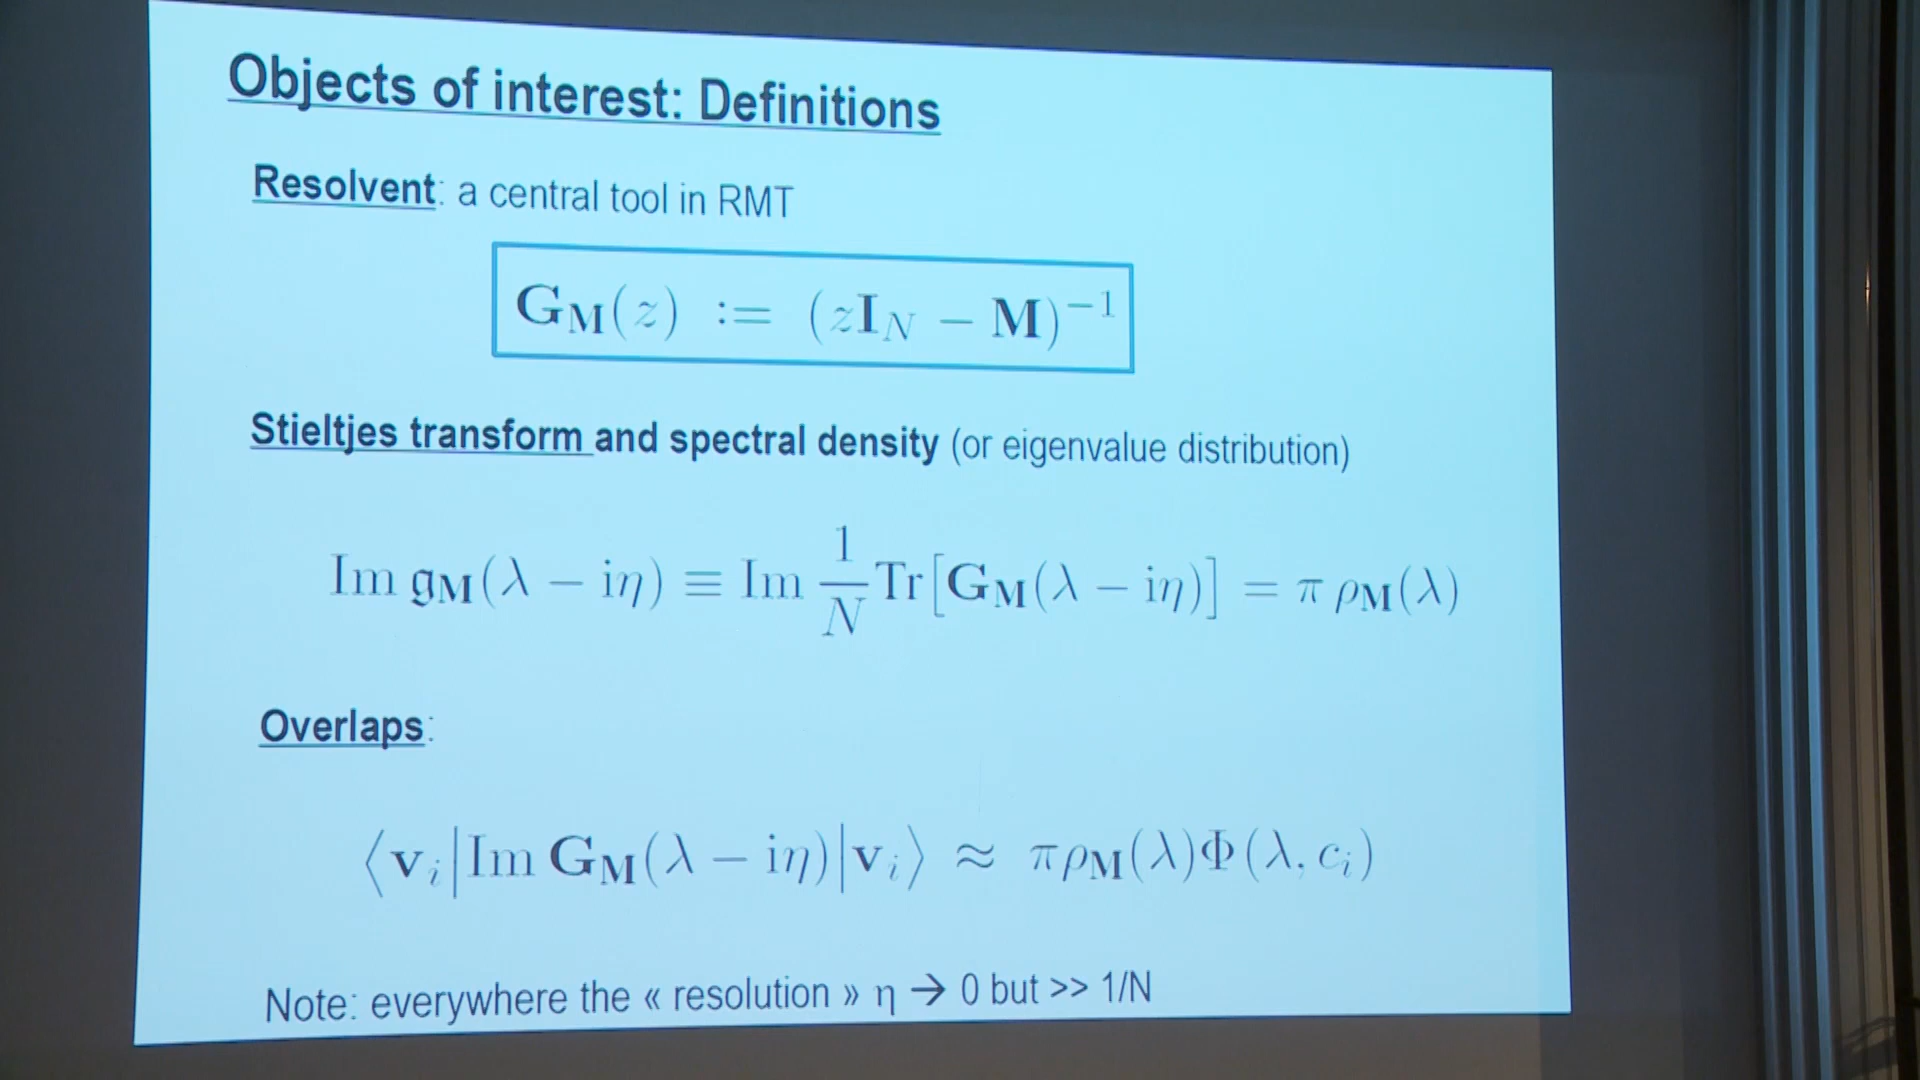 Objects of interest: Definitions
Resolvent: a central tool in RMT
G_M(z) := (zI_N − M)^{−1}
Stieltjes transform and spectral density (or eigenvalue distribution)
Im 𝔤_M(λ − iη) ≡ Im \frac{1}{N} Tr[G_M(λ − iη)] = π ρ_M(λ)
Overlaps:
⟨v_i|Im G_M(λ − iη)|v_i⟩ ≈ πρ_M(λ)Φ(λ, c_i)
Note: everywhere the « resolution » η → 0 but >> 1/N